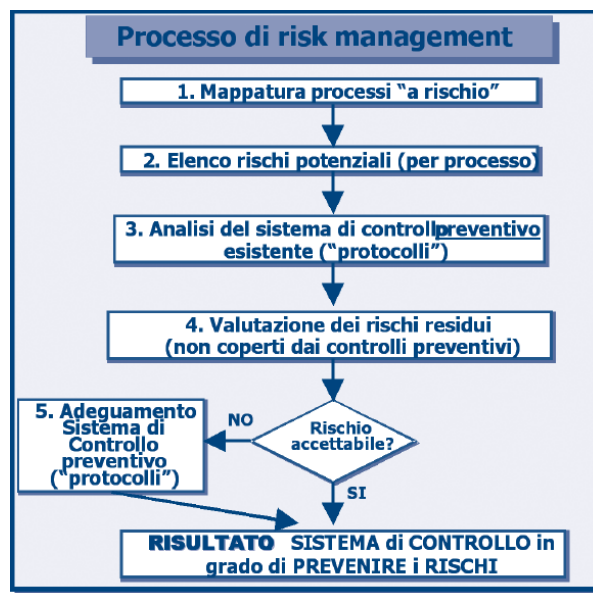 Processo di risk management
1. Mappatura processi “a rischio”
2. Elenco rischi potenziali (per processo)
3. Analisi del sistema di controllo preventivo
esistente (“protocolli”)
4. Valutazione dei rischi residui
(non coperti dai controlli preventivi)
Rischio
accettabile?
NO
5. Adeguamento
Sistema di
Controllo
preventivo
(“protocolli”)
SI
RISULTATO SISTEMA di CONTROLLO in
grado di PREVENIRE i RISCHI